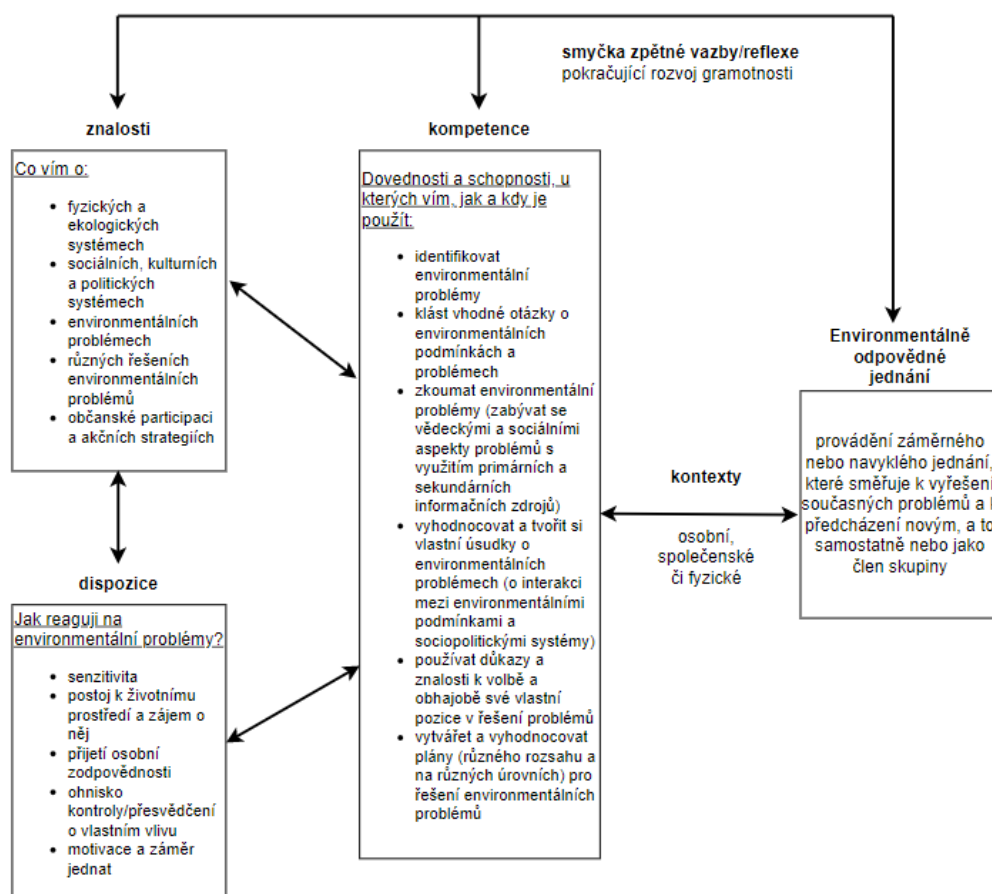 smyčka zpětné vazby/reflexe
pokračující rozvoj gramotnosti
znalosti
Co vím o:
• fyzických a
ekologických
systémech
• sociálních, kulturních
a politických
systémech
• environmentálních
problémech
• různých řešeních
environmentálních
problémů
• občanské participaci
a akčních strategiích
dispozice
Jak reaguji na
environmentální problémy?
• senzitivita
• postoj k životnímu
prostředí a zájem o
něj
• přijetí osobní
zodpovědnosti
• ohnisko
kontroly/přesvědčení
o vlastním vlivu
• motivace a záměr
jednat
kompetence
Dovednosti a schopnosti, u
kterých vím, jak a kdy je
použít:
• identifikovat
environmentální
problémy
• klást vhodné otázky o
environmentálních
podmínkách a
problémech
• zkoumat environmentální
problémy (zabývat se
vědeckými a sociálními
aspekty problémů s
využitím primárních a
sekundárních
informačních zdrojů)
• vyhodnocovat a tvořit si
vlastní úsudky o
environmentálních
problémech (o interakci
mezi environmentálními
podmínkami a
sociopolitickými systémy)
• používat důkazy a
znalosti k volbě a
obhajobě své vlastní
pozice v řešení problémů
• vytvářet a vyhodnocovat
plány (různého rozsahu a
na různých úrovních) pro
řešení environmentálních
problémů
kontexty
osobní,
společenské
či fyzické
Environmentálně
odpovědné
jednání
provádění záměrného
nebo navyklého jednání,
které směřuje k vyřešení
současných problémů a
předcházení novým, a to
samostatně nebo jako
člen skupiny